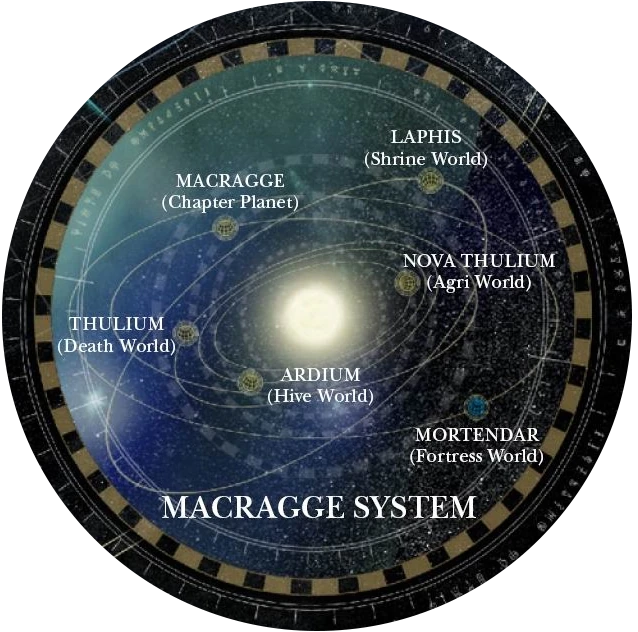 LAPHIS
(Shrine World)
MACRAGGE
(Chapter Planet)
NOVA THULIUM
(Agri World)
THULIUM
(Death World)
ARDIUM
(Hive World)
MORTENDAR
(Fortress World)
MACRAGGE SYSTEM